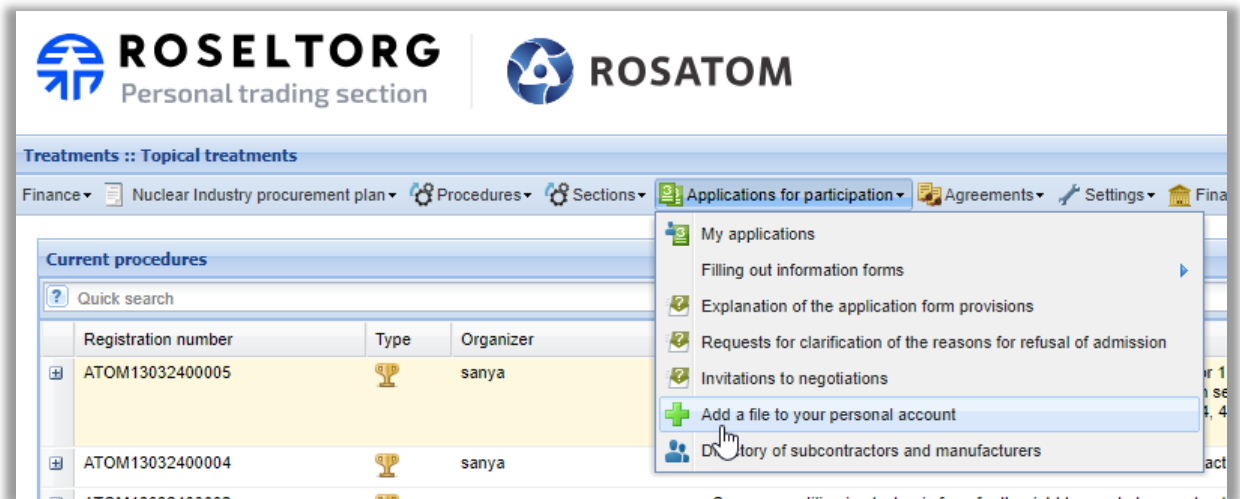 ROSELTORG
Personal trading section
ROSATOM
Treatments :: Topical treatments
Finance Nuclear Industry procurement plan Procedures Sections Applications for participation Agreements Settings Fina
My applications
Current procedures
Filling out information forms
? Quick search
Explanation of the application form provisions
Registration number Type Organizer
Requests for clarification of the reasons for refusal of admission
ATOM13032400005 sanya
Invitations to negotiations
Add a file to your personal account
Directory of subcontractors and manufacturers
ATOM13032400004 sanya